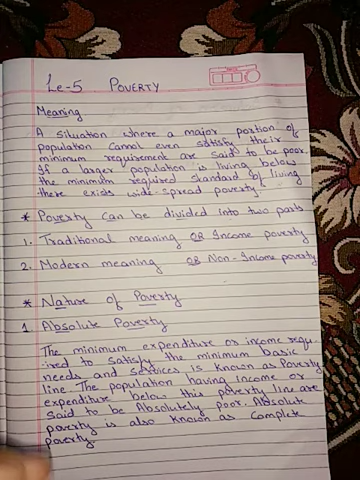 Le-5 POVERTY
Meaning
A situation where a major portion of
population cannot even satisfy their
minimum requirement are said to be poor.
If a larger population is living below
the minimum required standard of living
there exists wide-spread poverty
* Poverty can be divided into two parts
1. Traditional meaning OR Income poverty
2. Modern meaning OR Non-Income poverty
* Nature of Poverty
1. Absolute Poverty
The minimum expenditure or income requ-
ired to satisfy the minimum basic
needs and services is known as Poverty
line. The population having income or
expenditure below this poverty line are
said to be Absolutely poor. Absolute
poverty is also known as complete
poverty.